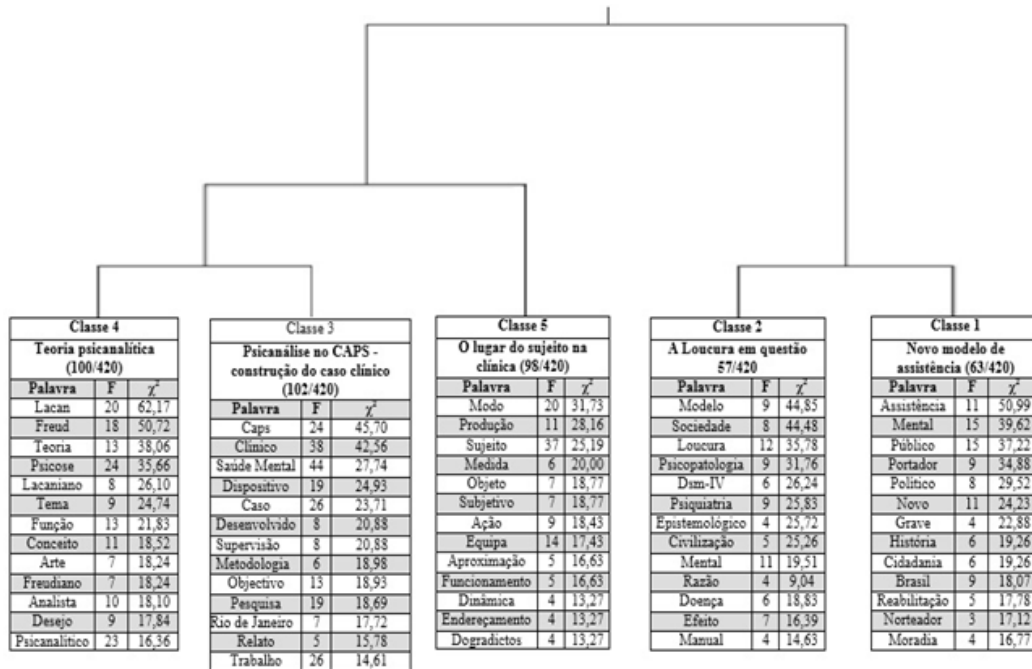 Classe 4
Teoria psicanalítica
(100/420)
Palavra F χ²
Lacan 20 62,17
Freud 18 50,72
Teoria 13 38,06
Psicose 24 35,66
Lacaniano 8 26,10
Tema 9 24,74
Função 13 21,83
Conceito 11 18,52
Arte 7 18,24
Freudiano 7 18,24
Analista 10 18,10
Desejo 9 17,84
Psicanalítico 23 16,36
Classe 3
Psicanálise no CAPS -
construção do caso clínico
(102/420)
Palavra F χ²
Caps 24 45,70
Clínico 38 42,56
Saúde Mental 44 27,74
Dispositivo 19 24,93
Caso 26 23,71
Desenvolvido 8 20,88
Supervisão 8 20,88
Metodologia 6 18,98
Objectivo 13 18,93
Pesquisa 19 18,69
Rio de Janeiro 7 17,72
Relato 5 15,78
Trabalho 26 14,61
Classe 5
O lugar do sujeito na
clínica (98/420)
Palavra F χ²
Modo 20 31,73
Produção 11 28,16
Sujeito 37 25,19
Medida 6 20,00
Objeto 7 18,77
Subjetivo 7 18,77
Ação 9 18,43
Equipa 14 17,43
Aproximação 5 16,63
Funcionamento 5 16,63
Dinâmica 4 13,27
Endereçamento 4 13,27
Dogradictos 4 13,27
Classe 2
A Loucura em questão
57/420
Palavra F χ²
Modelo 9 44,85
Sociedade 8 44,48
Loucura 12 35,78
Psicopatologia 9 31,76
Dsm-IV 6 26,24
Psiquiatria 9 25,83
Epistemológico 4 25,72
Civilização 5 25,26
Mental 11 19,51
Razão 4 9,04
Doença 6 18,83
Efeito 7 16,39
Manual 4 14,63
Classe 1
Novo modelo de
assistência (63/420)
Palavra F χ²
Assistência 11 50,99
Mental 15 39,62
Público 15 37,22
Portador 9 34,88
Político 8 29,52
Novo 11 24,23
Grave 4 22,88
História 6 19,26
Cidadania 6 19,26
Brasil 9 18,07
Reabilitação 5 17,78
Norteador 3 17,12
Moradia 4 16,77